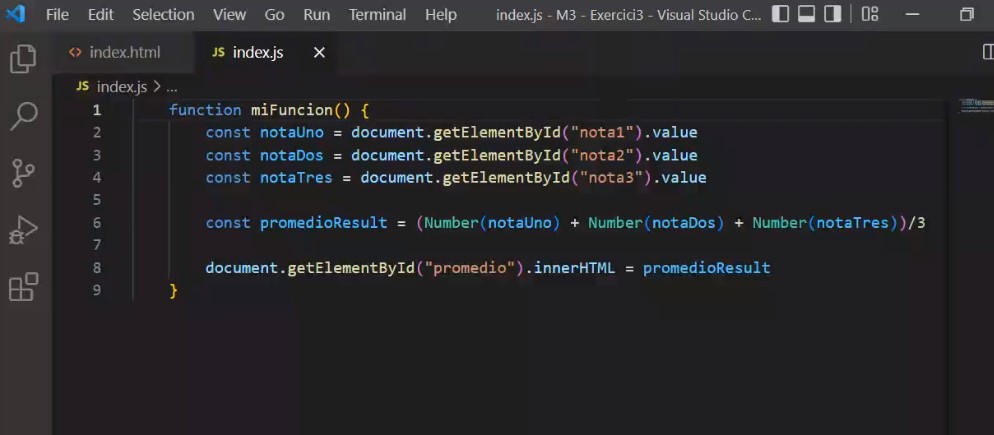 File Edit Selection View Go Run Terminal Help index.js - M3 - Exercici3 - Visual Studio C...
<> index.html JS index.js ×
JS index.js > ...
1 function miFuncion() {
2 const notaUno = document.getElementById("nota1").value
3 const notaDos = document.getElementById("nota2").value
4 const notaTres = document.getElementById("nota3").value
5
6 const promedioResult = (Number(notaUno) + Number(notaDos) + Number(notaTres))/3
7
8 document.getElementById("promedio").innerHTML = promedioResult
9 }